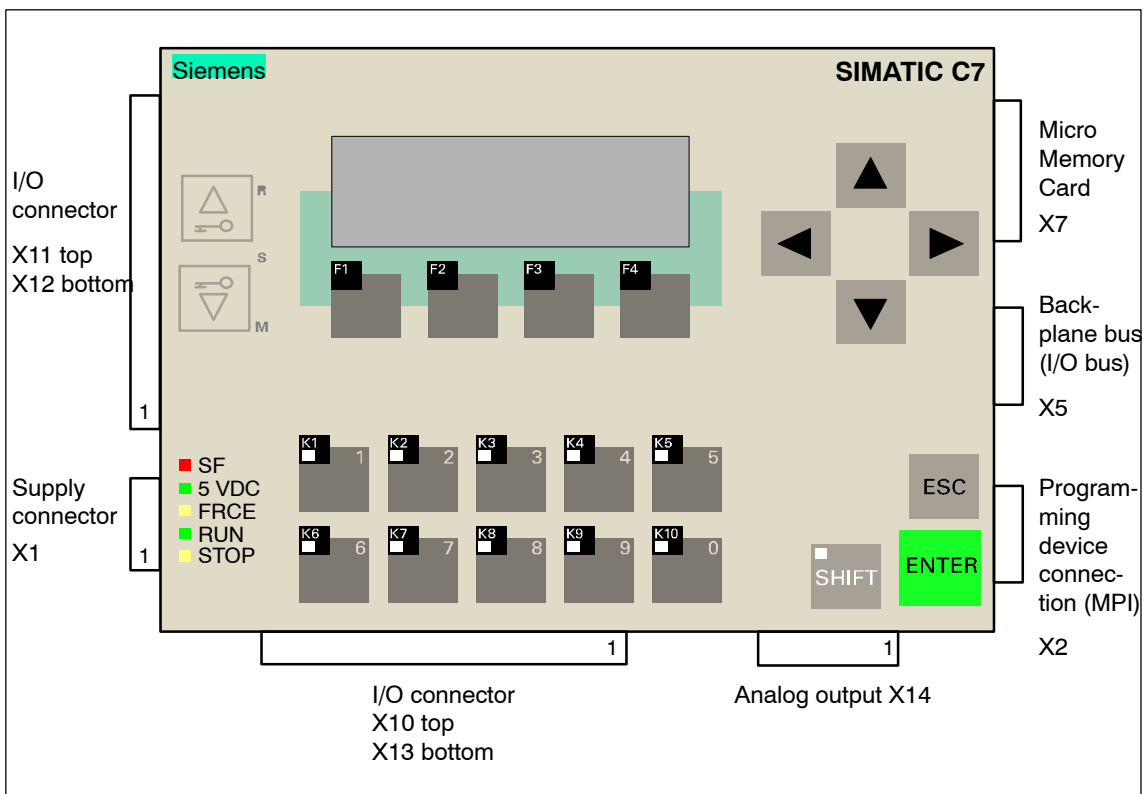 Siemens
SIMATIC C7
I/O
connector
X11 top
X12 bottom
1
R
S
M
F1
F2
F3
F4
Micro
Memory
Card
X7
Back-
plane bus
(I/O bus)
X5
Supply
connector
X1
1
SF
5 VDC
FRCE
RUN
STOP
K1 1
K2 2
K3 3
K4 4
K5 5
K6 6
K7 7
K8 8
K9 9
K10 0
ESC
SHIFT
ENTER
Program-
ming
device
connec-
tion (MPI)
X2
1
I/O connector
X10 top
X13 bottom
1
Analog output X14